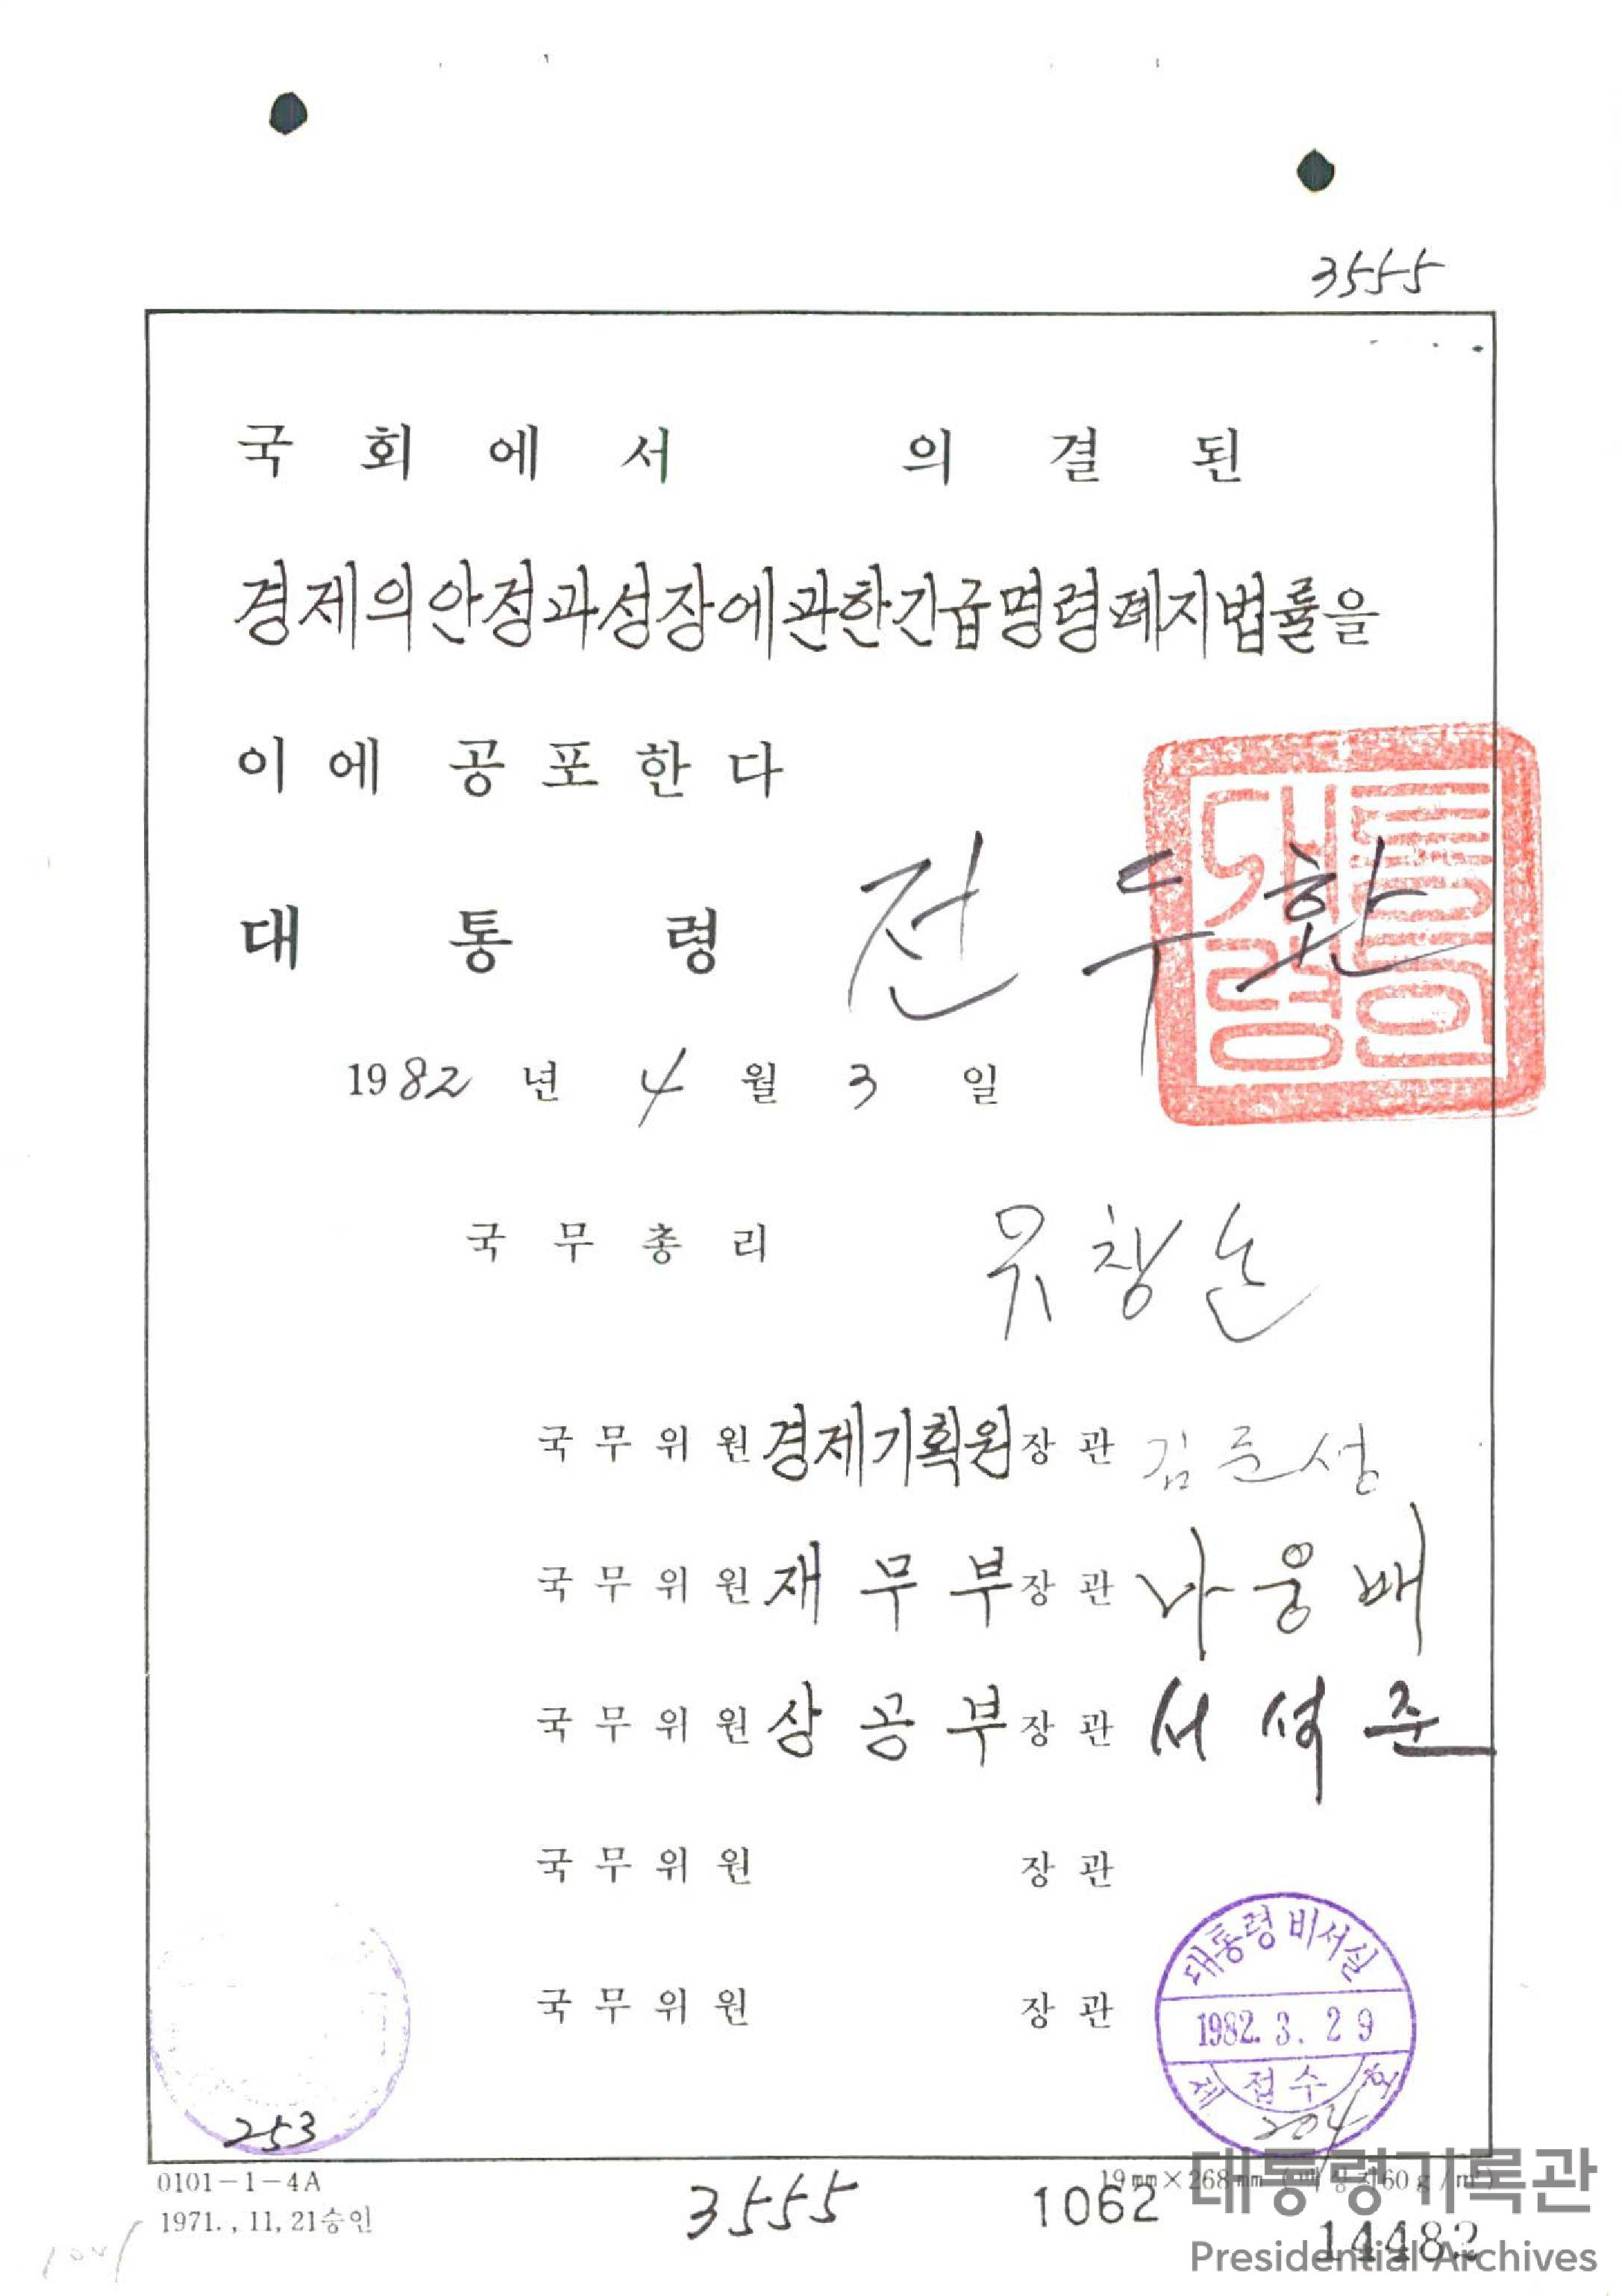 3555
국회에서 의결된
경제의안정과성장에관한긴급명령폐지법률을
이에 공포한다
대통령 전두환
대통령인
1982년 4월 3일
국무총리 유창순
국무위원 경제기획원장관 김준성
국무위원 재무부장관 나웅배
국무위원 상공부장관 서석준
국무위원 장관
국무위원 장관
대통령비서실
1982. 3. 29
제 접수 호
204
253
0101-1-4A
1971. , 11, 21승인
3555
1062
14482
대통령기록관
Presidential Archives